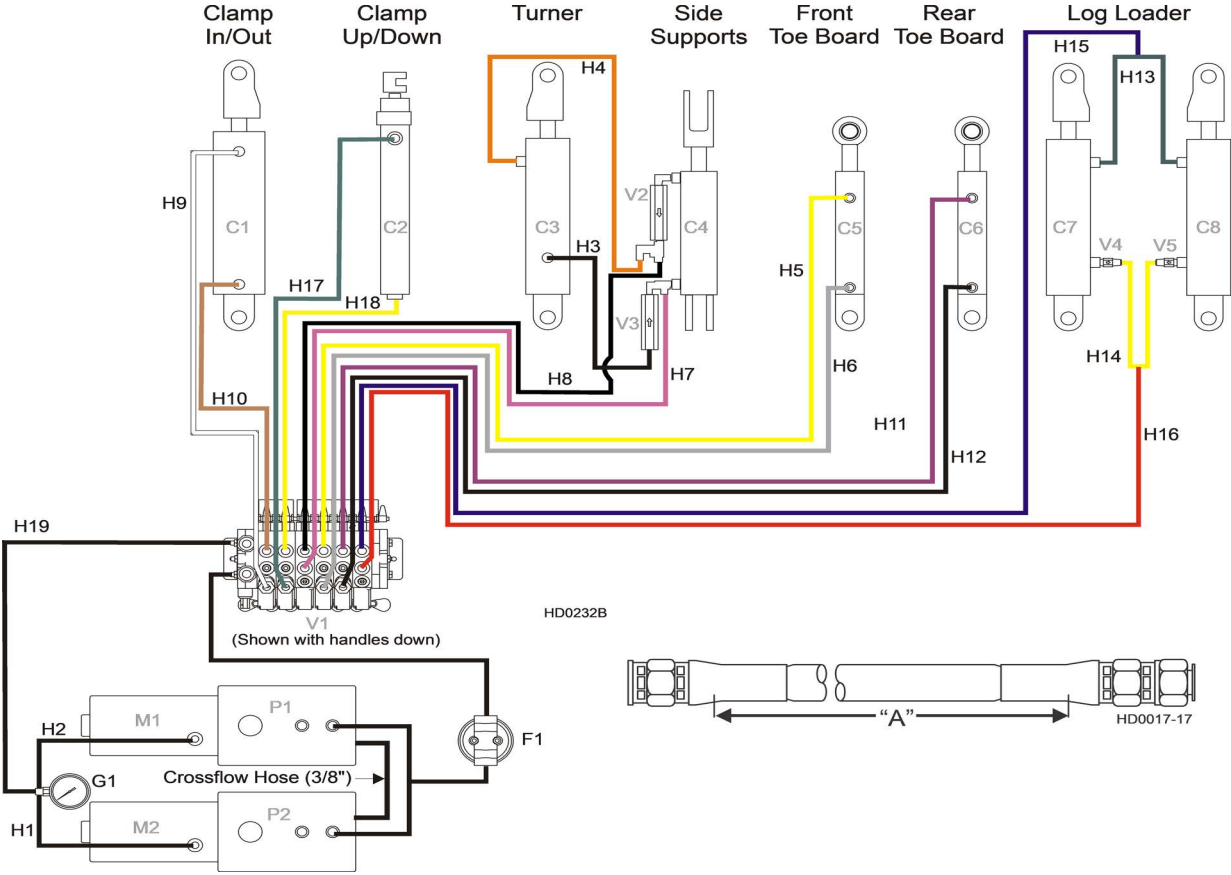 Clamp
In/Out
Clamp
Up/Down
Turner
Side
Supports
Front
Toe Board
Rear
Toe Board
Log Loader
H4
H15
H13
H9
C1
C2
C3
V2
C4
C5
C6
C7
C8
H3
H5
V4
V5
H17
H18
V3
H14
H8
H7
H6
H10
H11
H16
H12
H19
HD0232B
V1
(Shown with handles down)
"A"
HD0017-17
M1
P1
H2
F1
Crossflow Hose (3/8")
G1
M2
P2
H1